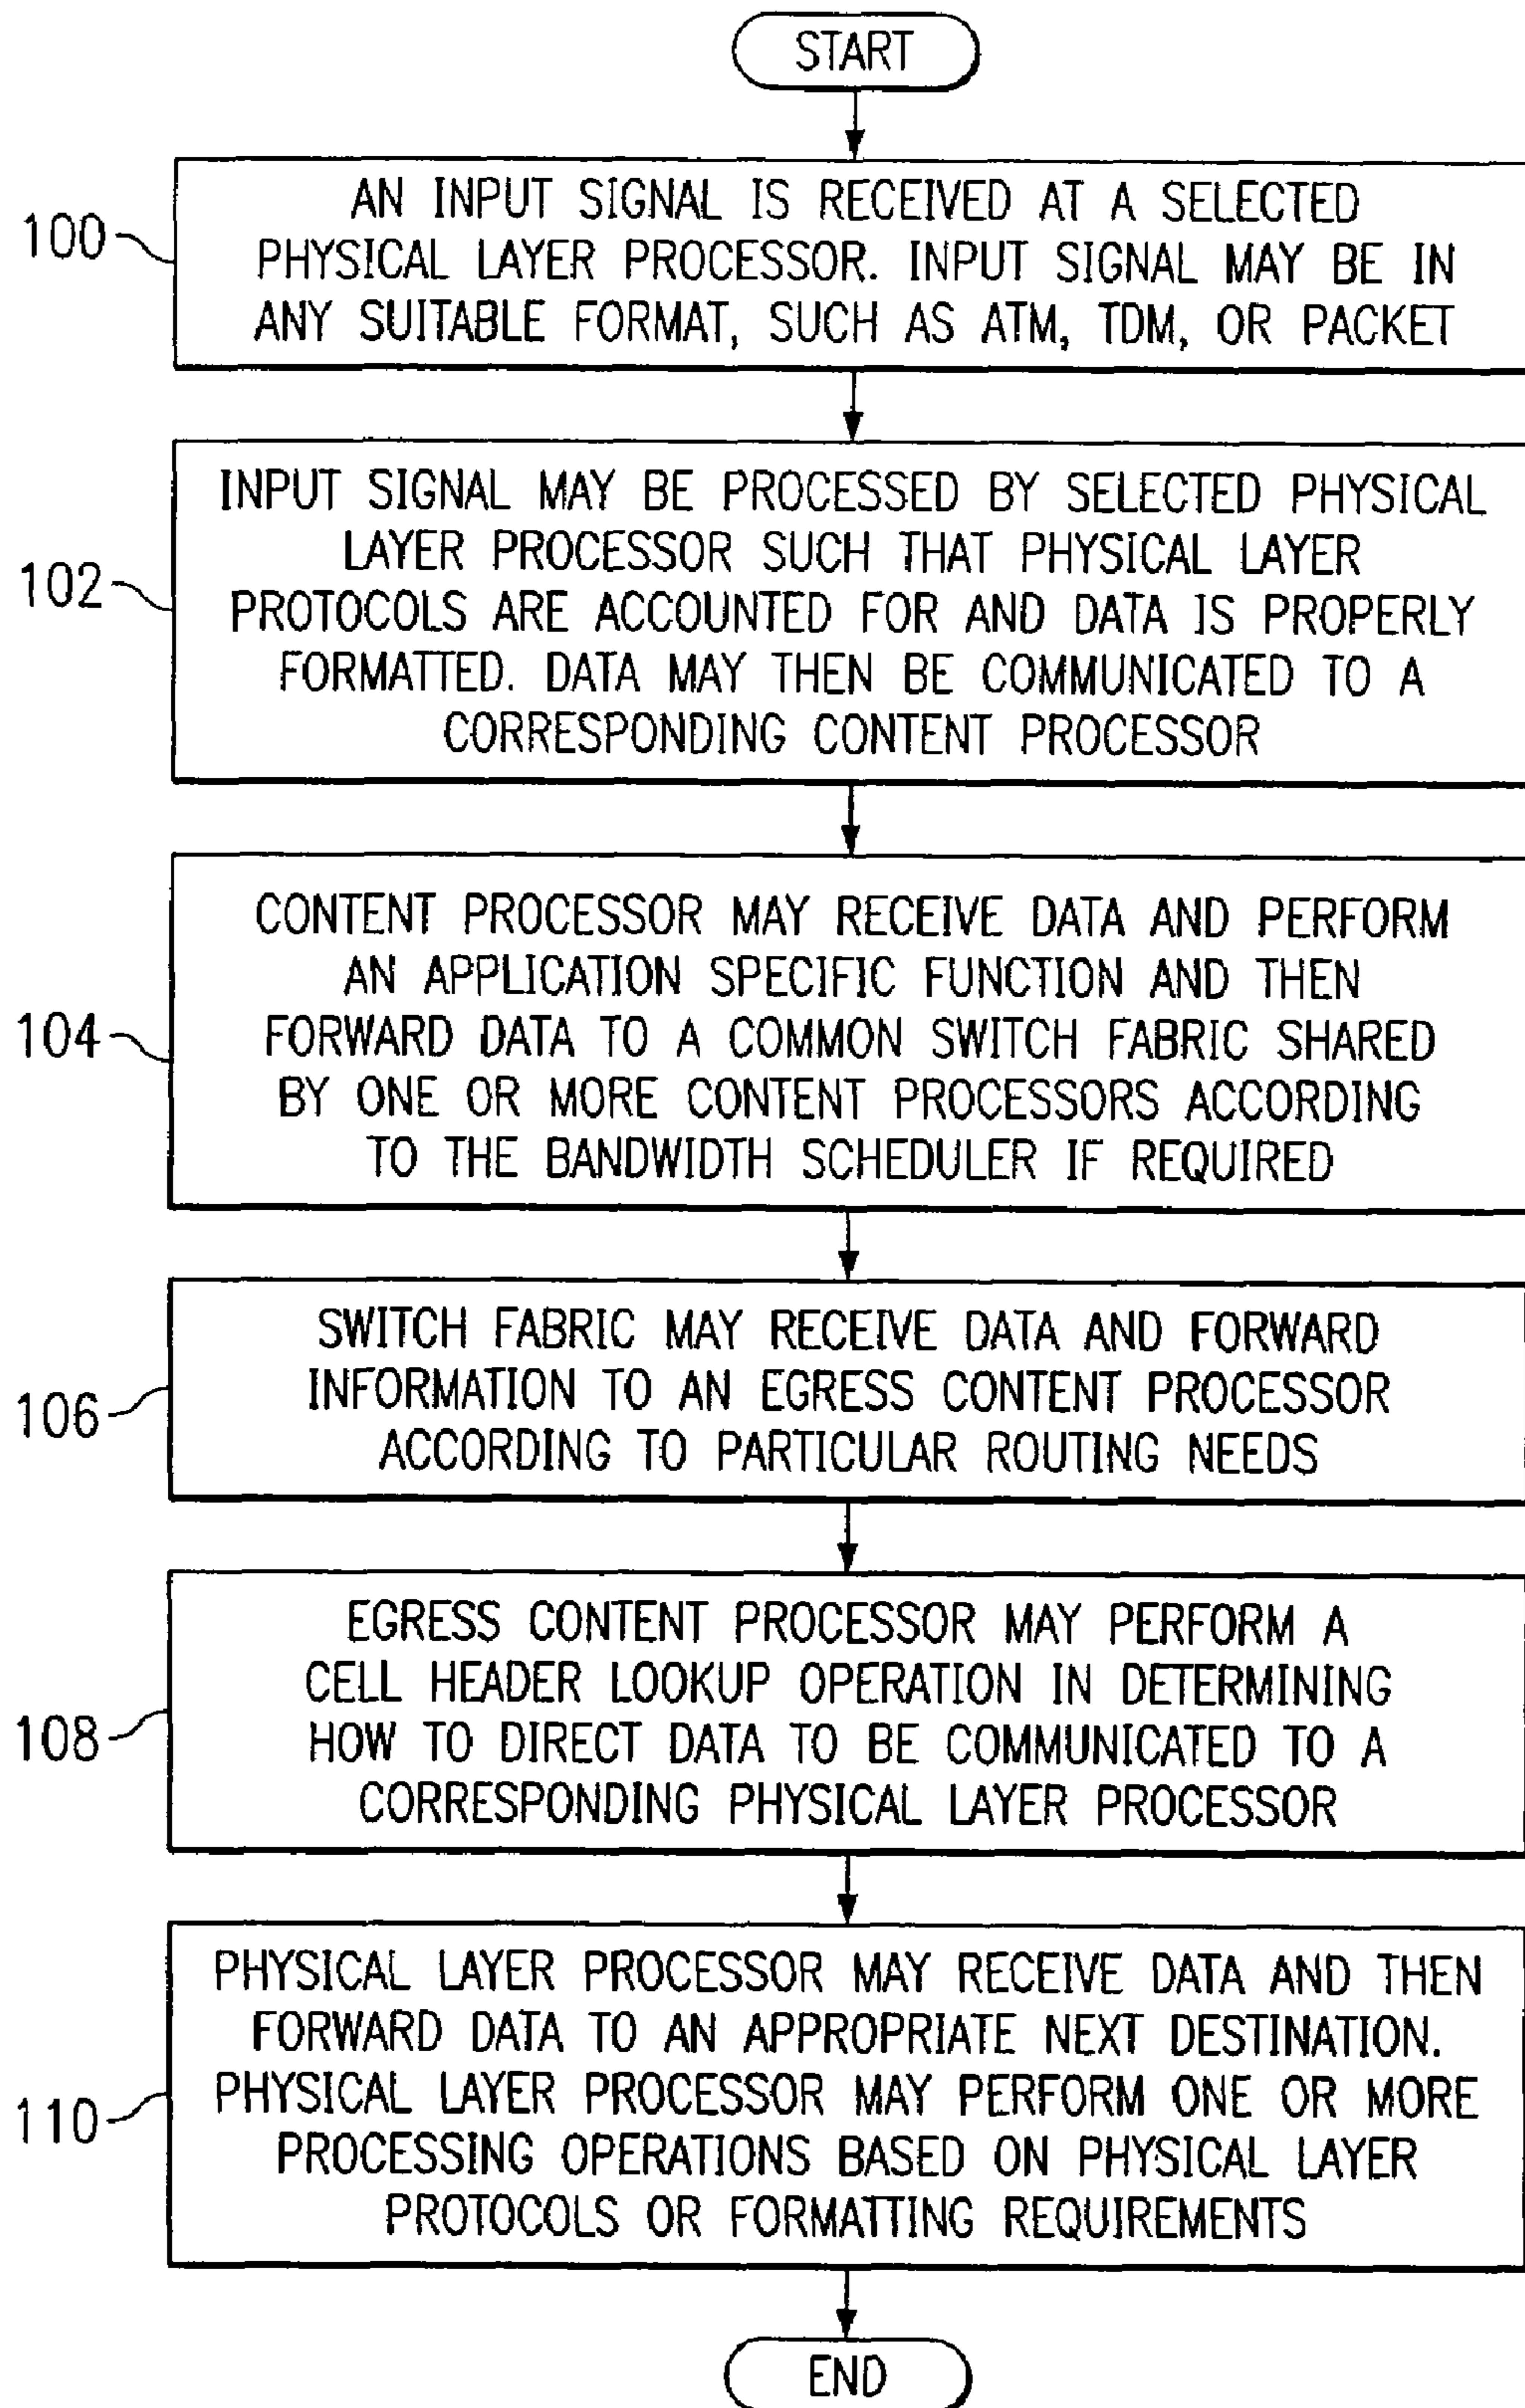 START
100
AN INPUT SIGNAL IS RECEIVED AT A SELECTED
PHYSICAL LAYER PROCESSOR. INPUT SIGNAL MAY BE IN
ANY SUITABLE FORMAT, SUCH AS ATM, TDM, OR PACKET
102
INPUT SIGNAL MAY BE PROCESSED BY SELECTED PHYSICAL
LAYER PROCESSOR SUCH THAT PHYSICAL LAYER
PROTOCOLS ARE ACCOUNTED FOR AND DATA IS PROPERLY
FORMATTED. DATA MAY THEN BE COMMUNICATED TO A
CORRESPONDING CONTENT PROCESSOR
104
CONTENT PROCESSOR MAY RECEIVE DATA AND PERFORM
AN APPLICATION SPECIFIC FUNCTION AND THEN
FORWARD DATA TO A COMMON SWITCH FABRIC SHARED
BY ONE OR MORE CONTENT PROCESSORS ACCORDING
TO THE BANDWIDTH SCHEDULER IF REQUIRED
106
SWITCH FABRIC MAY RECEIVE DATA AND FORWARD
INFORMATION TO AN EGRESS CONTENT PROCESSOR
ACCORDING TO PARTICULAR ROUTING NEEDS
108
EGRESS CONTENT PROCESSOR MAY PERFORM A
CELL HEADER LOOKUP OPERATION IN DETERMINING
HOW TO DIRECT DATA TO BE COMMUNICATED TO A
CORRESPONDING PHYSICAL LAYER PROCESSOR
110
PHYSICAL LAYER PROCESSOR MAY RECEIVE DATA AND THEN
FORWARD DATA TO AN APPROPRIATE NEXT DESTINATION.
PHYSICAL LAYER PROCESSOR MAY PERFORM ONE OR MORE
PROCESSING OPERATIONS BASED ON PHYSICAL LAYER
PROTOCOLS OR FORMATTING REQUIREMENTS
END